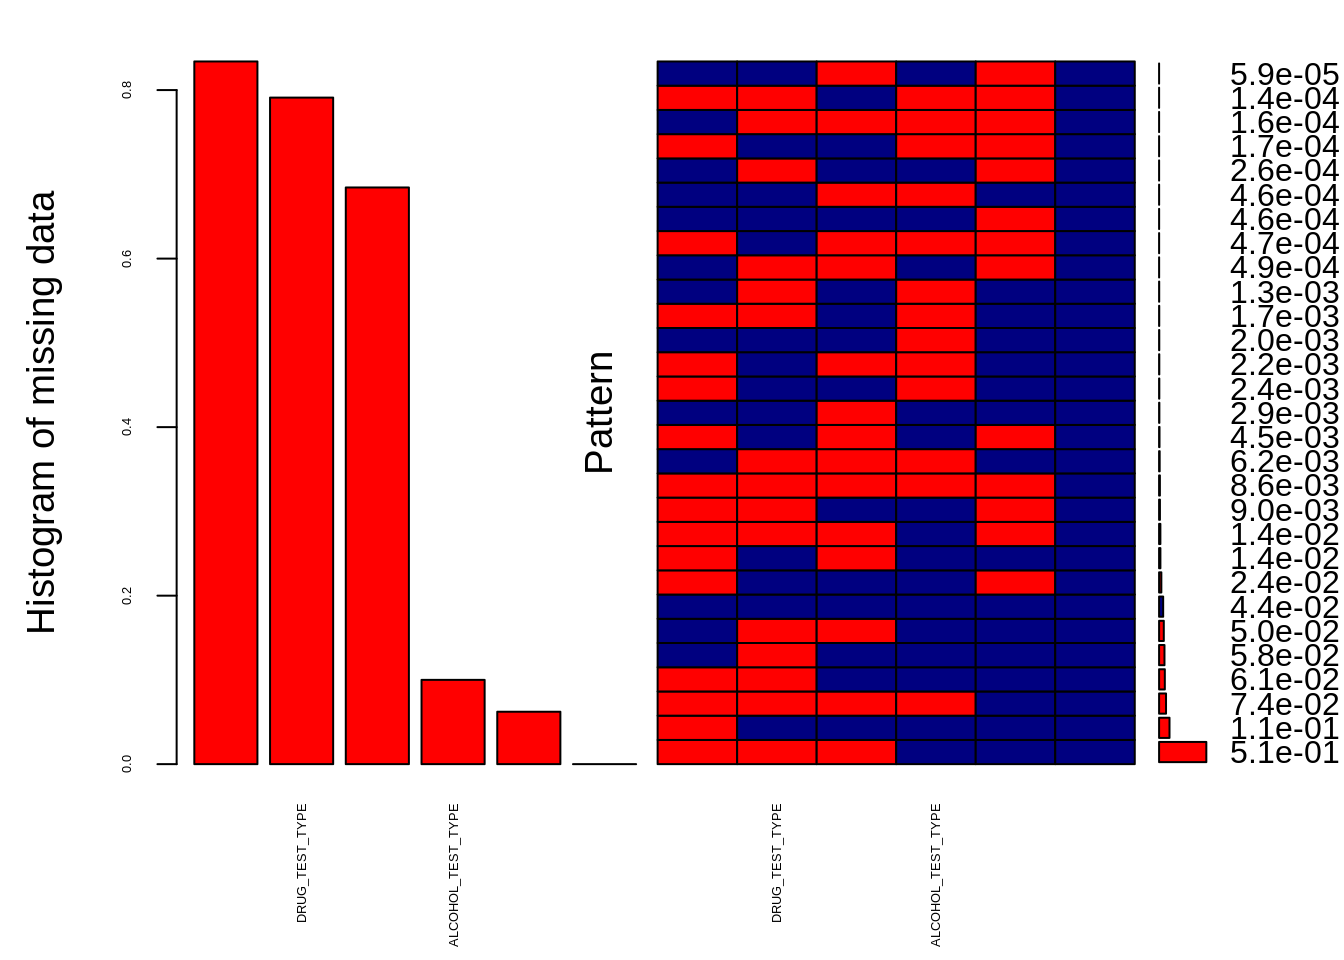 Histogram of missing data
0.8
0.6
0.4
0.2
0.0
DRUG_TEST_TYPE
ALCOHOL_TEST_TYPE
Pattern
DRUG_TEST_TYPE
ALCOHOL_TEST_TYPE
5.9e-05
1.4e-04
1.6e-04
1.7e-04
2.6e-04
4.6e-04
4.6e-04
4.7e-04
4.9e-04
1.3e-03
1.7e-03
2.0e-03
2.2e-03
2.4e-03
2.9e-03
4.5e-03
6.2e-03
8.6e-03
9.0e-03
1.4e-02
1.4e-02
2.4e-02
4.4e-02
5.0e-02
5.8e-02
6.1e-02
7.4e-02
1.1e-01
5.1e-01